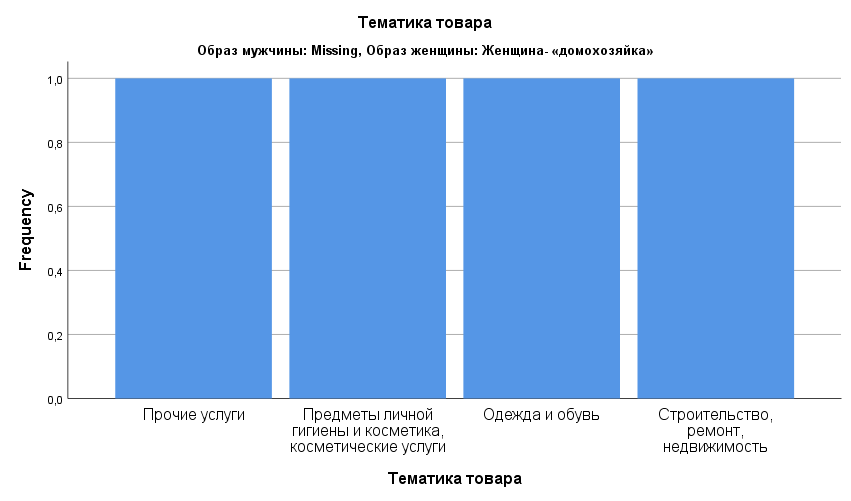 Тематика товара
Образ мужчины: Missing, Образ женщины: Женщина- «домохозяйка»
1,0
0,8
0,6
0,4
0,2
0,0
Frequency
Прочие услуги
Предметы личной
гигиены и косметика,
косметические услуги
Одежда и обувь
Строительство,
ремонт,
недвижимость
Тематика товара